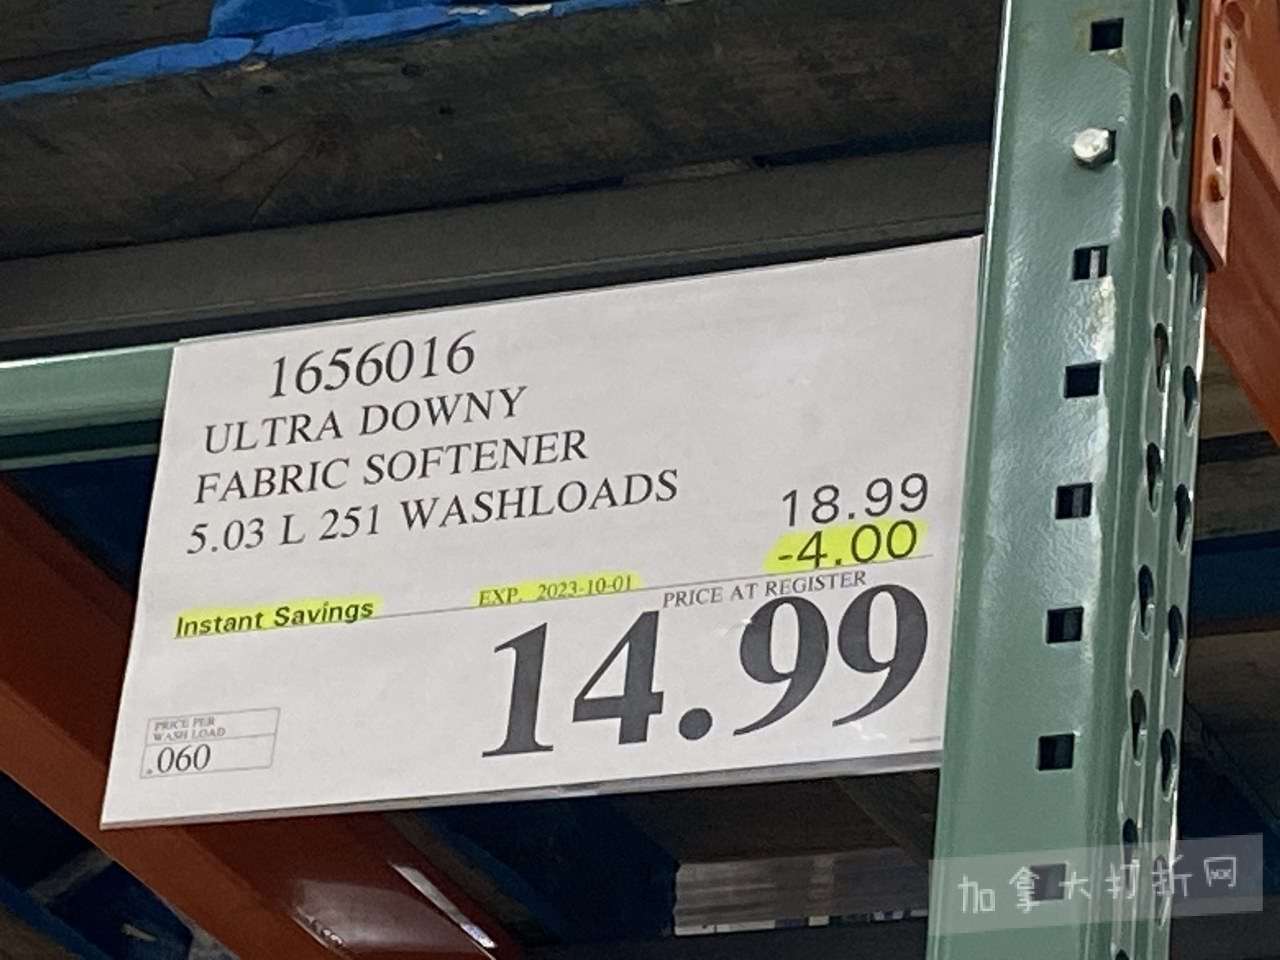 1656016
ULTRA DOWNY
FABRIC SOFTENER
5.03 L 251 WASHLOADS
18.99
-4.00
Instant Savings
EXP. 2023-10-01
PRICE AT REGISTER
14.99
PRICE PER
WASH LOAD
.060
加拿大打折网